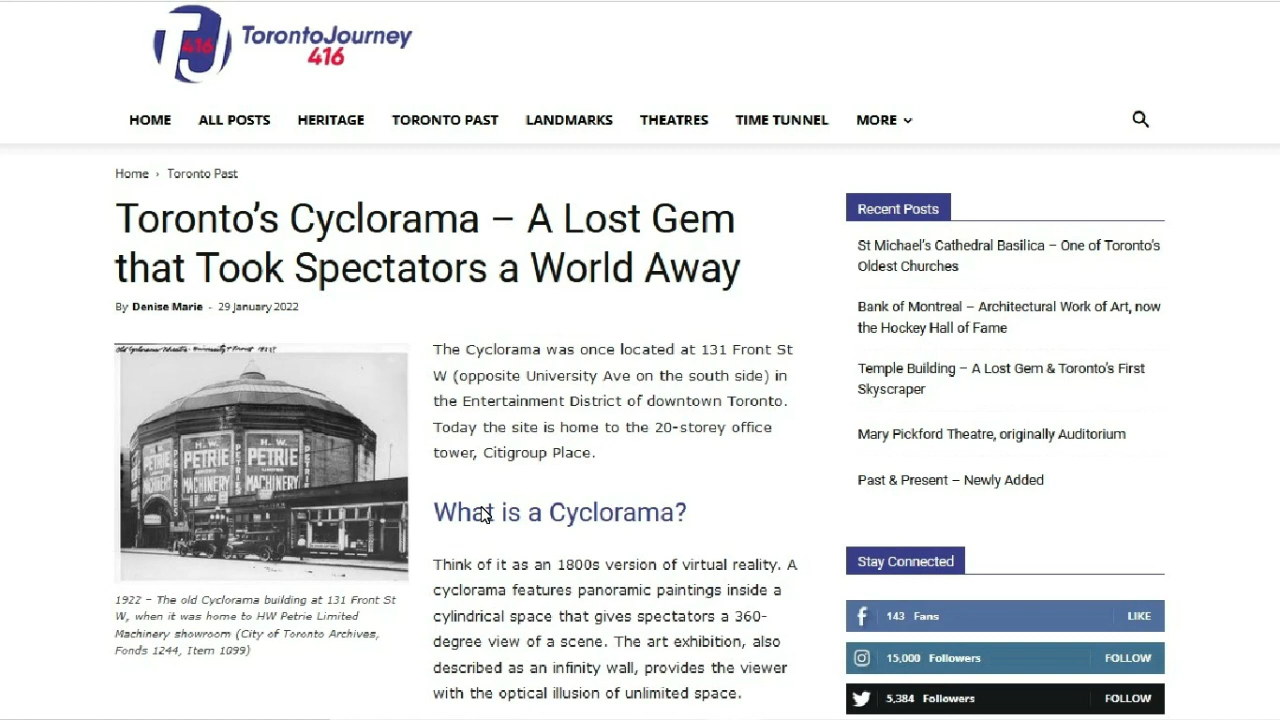 TJ
416
TorontoJourney
416
HOME
ALL POSTS
HERITAGE
TORONTO PAST
LANDMARKS
THEATRES
TIME TUNNEL
MORE
Home › Toronto Past
Toronto's Cyclorama – A Lost Gem
that Took Spectators a World Away
By Denise Marie - 29 January 2022
H. W.
PETRIE
MACHINERY
H. W.
PETRIE
MACHINERY
PETRIE
MACHINERY
1922 – The old Cyclorama building at 131 Front St
W, when it was home to HW Petrie Limited
Machinery showroom (City of Toronto Archives,
Fonds 1244, Item 1099)
The Cyclorama was once located at 131 Front St
W (opposite University Ave on the south side) in
the Entertainment District of downtown Toronto.
Today the site is home to the 20-storey office
tower, Citigroup Place.
What is a Cyclorama?
Think of it as an 1800s version of virtual reality. A
cyclorama features panoramic paintings inside a
cylindrical space that gives spectators a 360-
degree view of a scene. The art exhibition, also
described as an infinity wall, provides the viewer
with the optical illusion of unlimited space.
Recent Posts
St Michael's Cathedral Basilica – One of Toronto's
Oldest Churches
Bank of Montreal – Architectural Work of Art, now
the Hockey Hall of Fame
Temple Building – A Lost Gem & Toronto's First
Skyscraper
Mary Pickford Theatre, originally Auditorium
Past & Present – Newly Added
Stay Connected
143 Fans LIKE
15,000 Followers FOLLOW
5,384 Followers FOLLOW